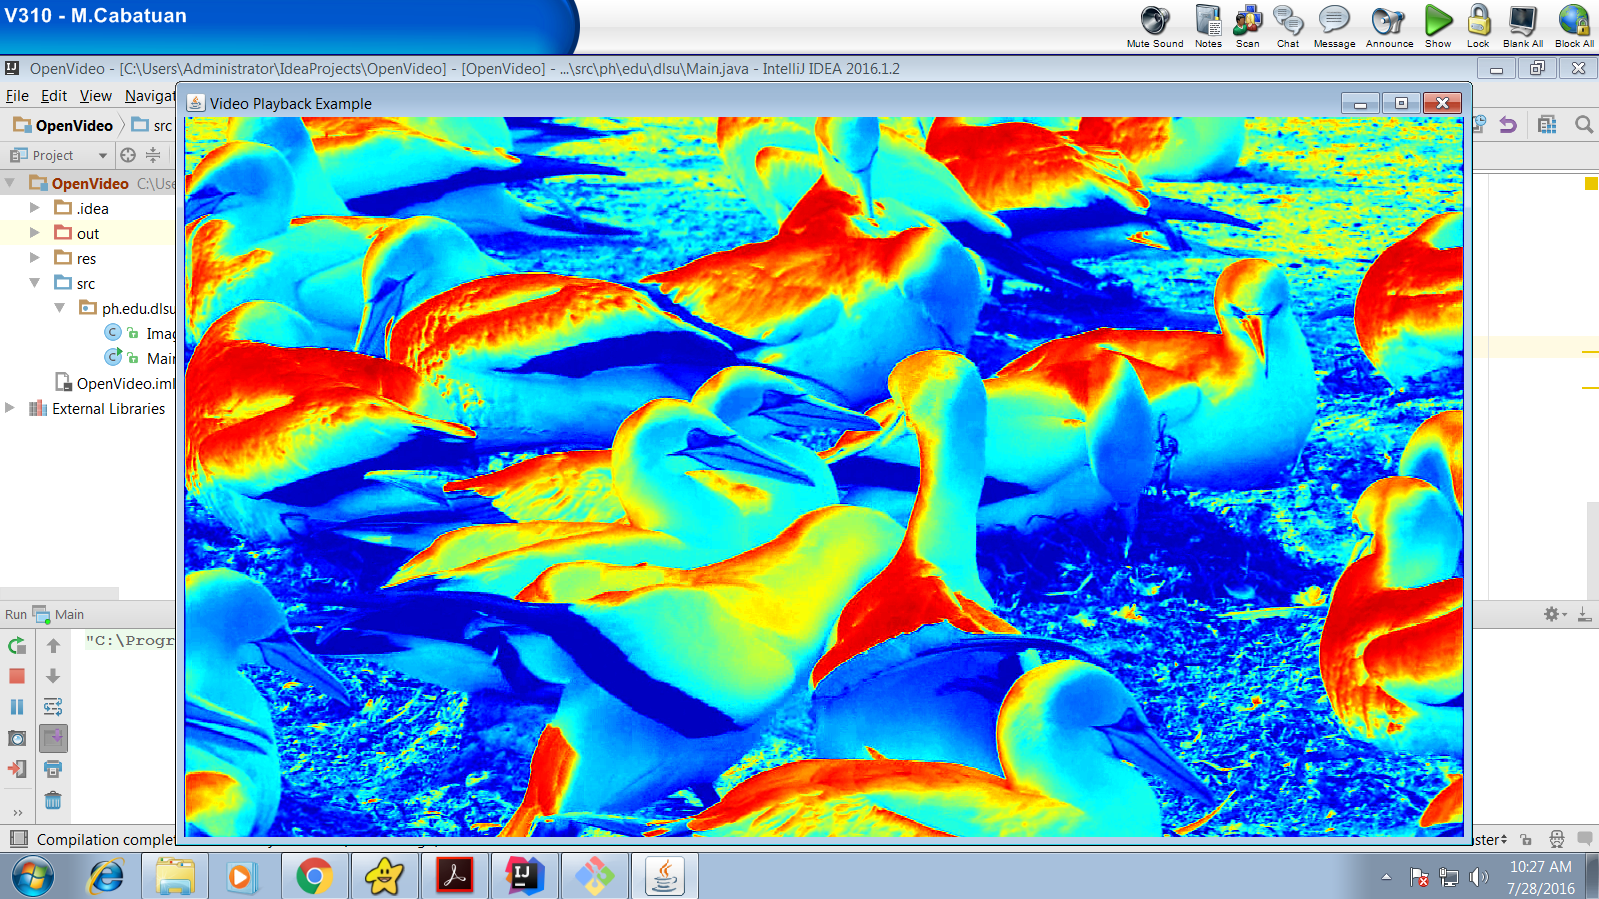 V310 - M.Cabatuan
Mute Sound Notes Scan Chat Message Announce Show Lock Blank All Block All
OpenVideo - [C:\Users\Administrator\IdeaProjects\OpenVideo] - [OpenVideo] - ...\src\ph\edu\dlsu\Main.java - IntelliJ IDEA 2016.1.2
File Edit View Navigat
Video Playback Example
OpenVideo src
Project
OpenVideo C:\Use
.idea
out
res
src
ph.edu.dlsu
Imag
Main
OpenVideo.iml
External Libraries
Run Main
"C:\Progr
Compilation complet
ster
10:27 AM
7/28/2016